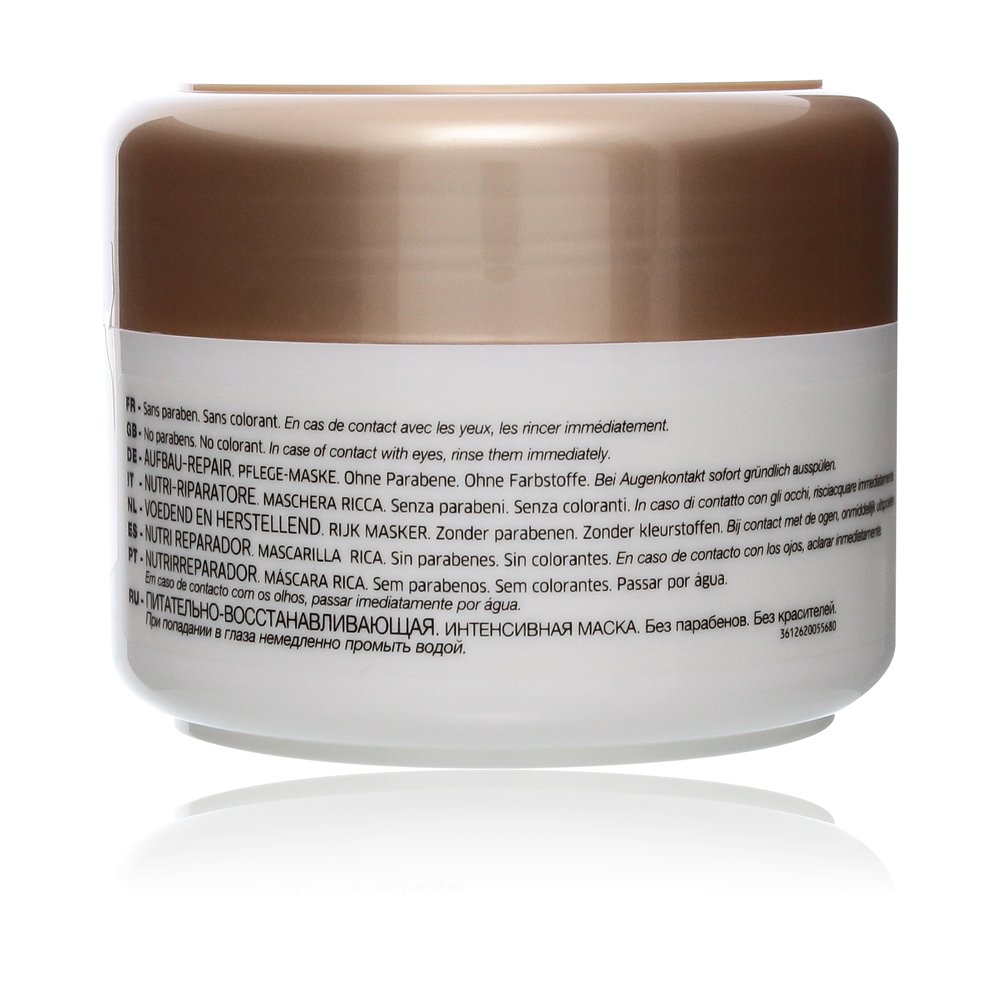 FR - Sans paraben. Sans colorant. En cas de contact avec les yeux, les rincer immédiatement.
GB - No parabens. No colorant. In case of contact with eyes, rinse them immediately.
DE - AUFBAU-REPAIR. PFLEGE-MASKE. Ohne Parabene. Ohne Farbstoffe. Bei Augenkontakt sofort gründlich ausspülen.
IT - NUTRI-RIPARATORE. MASCHERA RICCA. Senza parabeni. Senza coloranti. In caso di contatto con gli occhi, risciacquare immediatamente.
NL - VOEDEND EN HERSTELLEND. RIJK MASKER. Zonder parabenen. Zonder kleurstoffen. Bij contact met de ogen, onmiddellijk uitspoelen.
ES - NUTRI REPARADOR. MASCARILLA RICA. Sin parabenes. Sin colorantes. En caso de contacto con los ojos, aclarar inmediatamente.
PT - NUTRIRREPARADOR. MÁSCARA RICA. Sem parabenos. Sem colorantes. Passar por água.
Em caso de contacto com os olhos, passar imediatamente por água.
RU - ПИТАТЕЛЬНО-ВОССТАНАВЛИВАЮЩАЯ. ИНТЕНСИВНАЯ МАСКА. Без парабенов. Без красителей.
При попадании в глаза немедленно промыть водой.
3612620055680